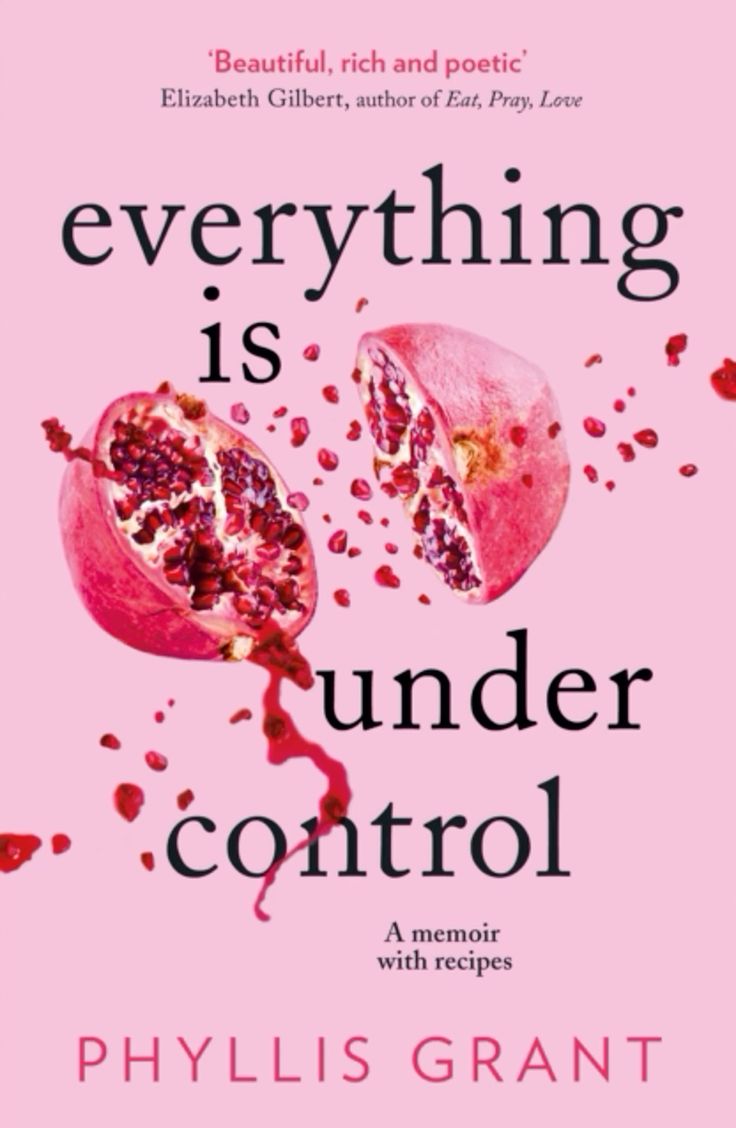 ‘Beautiful, rich and poetic’
Elizabeth Gilbert, author of Eat, Pray, Love
everything
is
under
control
A memoir
with recipes
PHYLLIS GRANT